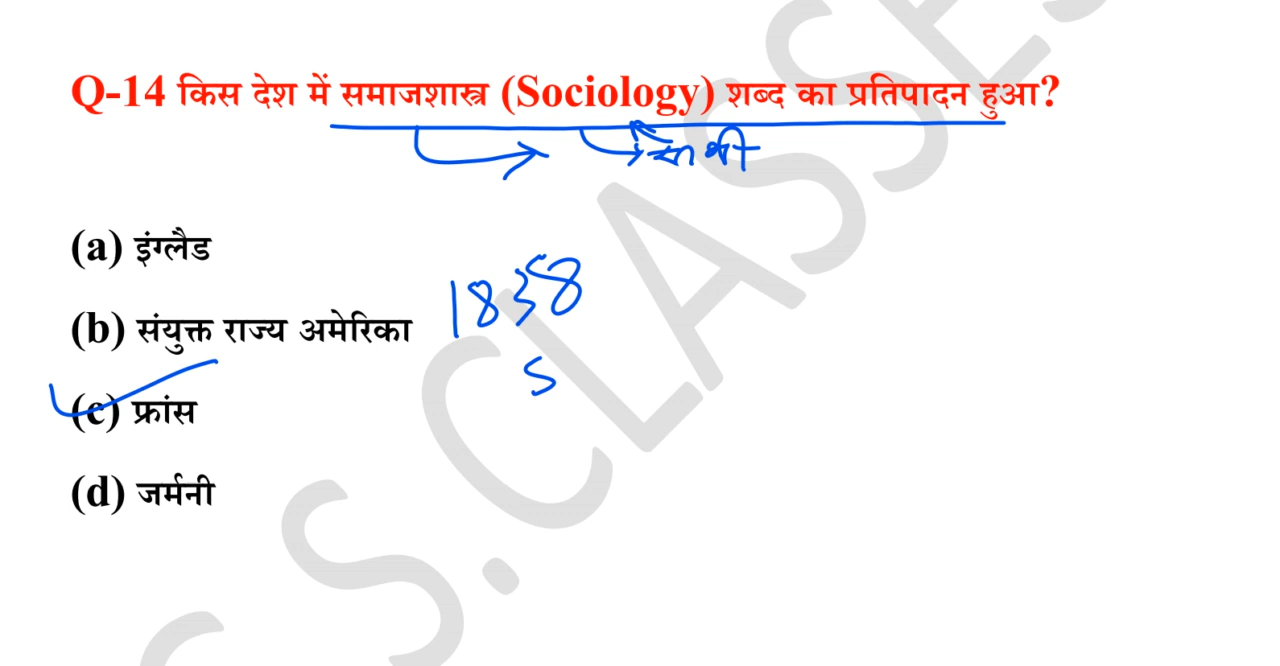 Q-14 किस देश में समाजशास्त्र (Sociology) शब्द का प्रतिपादन हुआ?
(a) इंग्लैड
(b) संयुक्त राज्य अमेरिका
1838
S
(c) फ्रांस
(d) जर्मनी
S.CLASSES